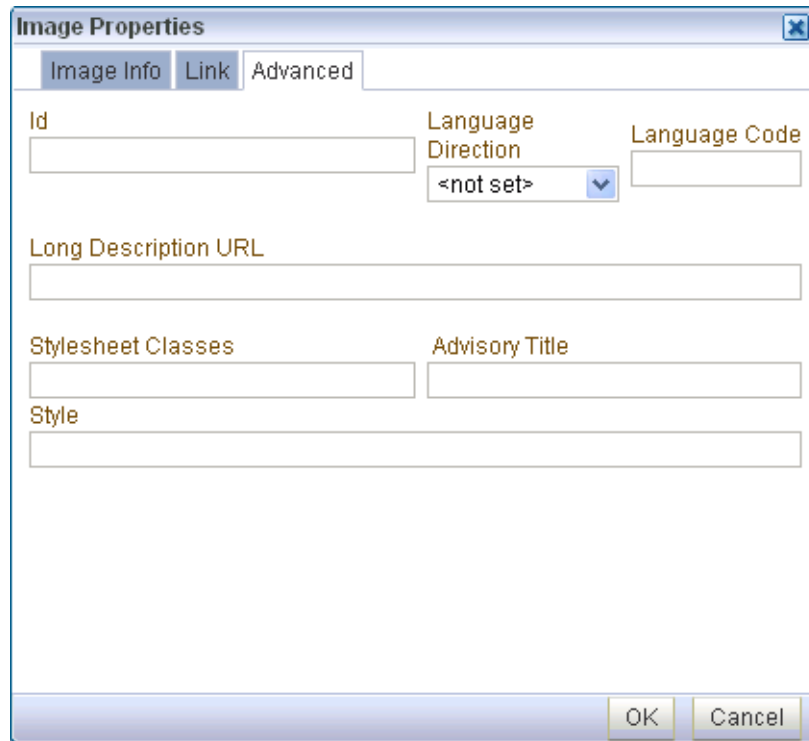 Image Properties
Image Info Link Advanced
Id
Language
Direction
Language Code
<not set>
Long Description URL
Stylesheet Classes Advisory Title
Style
OK Cancel